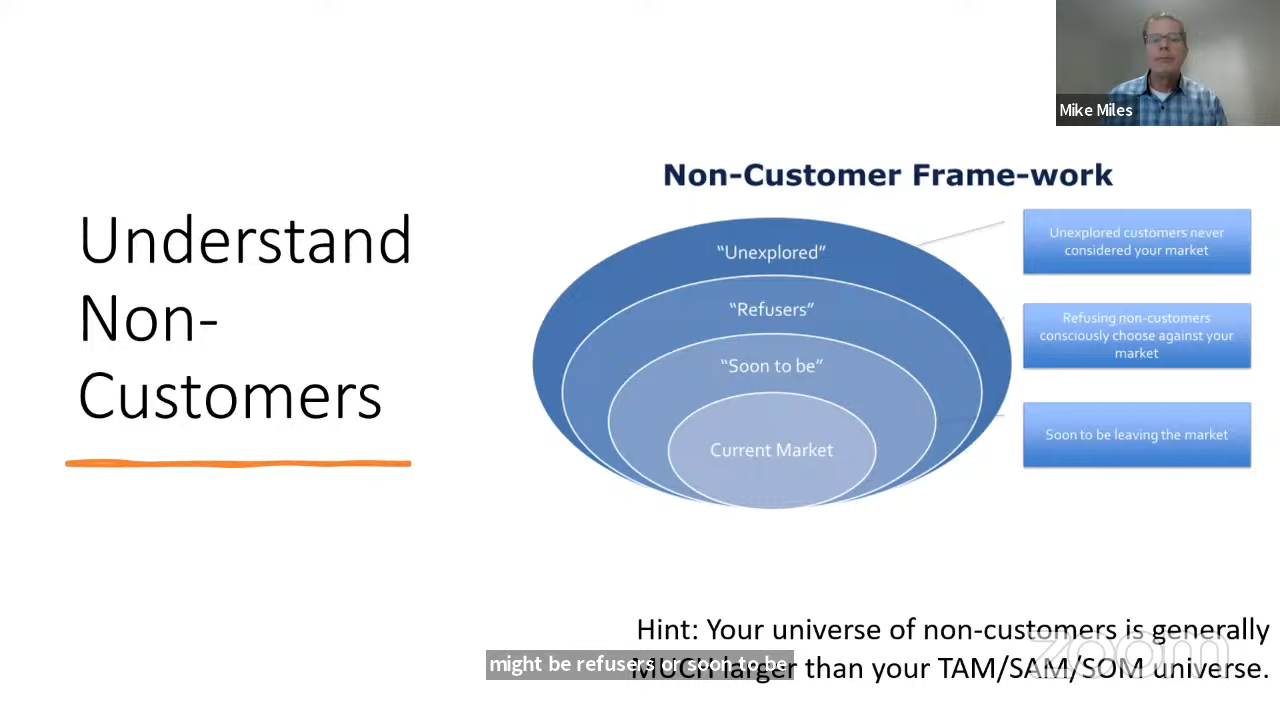 Mike Miles
Understand
Non-
Customers
Non-Customer Frame-work
“Unexplored”
“Refusers”
“Soon to be”
Current Market
Unexplored customers never
considered your market
Refusing non-customers
consciously choose against your
market
Soon to be leaving the market
Hint: Your universe of non-customers is generally
MUCH larger than your TAM/SAM/SOM universe.
might be refusers or soon to be
zoom